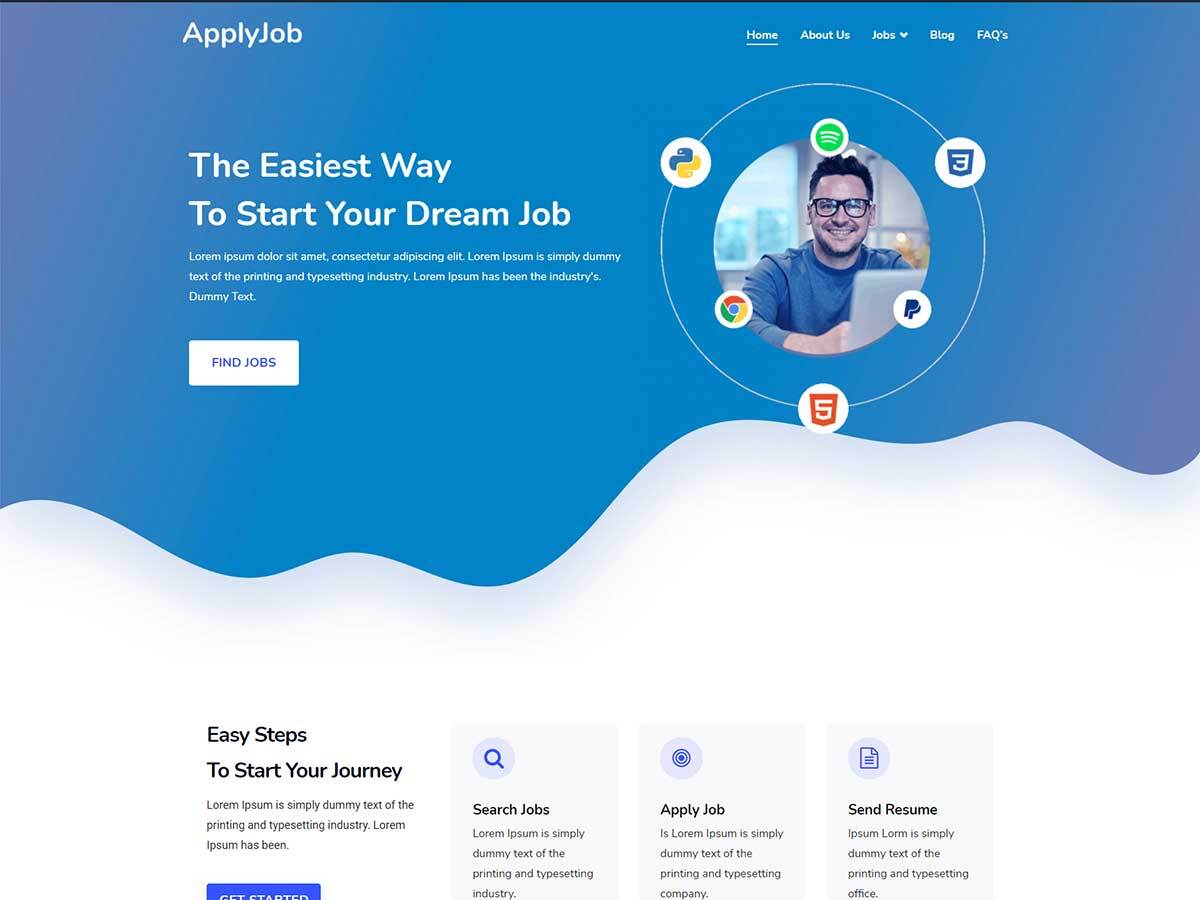 ApplyJob
Home About Us Jobs Blog FAQ's
The Easiest Way
To Start Your Dream Job
Lorem ipsum dolor sit amet, consectetur adipiscing elit. Lorem Ipsum is simply dummy
text of the printing and typesetting industry. Lorem Ipsum has been the industry's.
Dummy Text.
FIND JOBS
Easy Steps
To Start Your Journey
Lorem Ipsum is simply dummy text of the
printing and typesetting industry. Lorem
Ipsum has been.
GET STARTED
Search Jobs
Lorem Ipsum is simply
dummy text of the
printing and typesetting
industry.
Apply Job
Is Lorem Ipsum is simply
dummy text of the
printing and typesetting
company.
Send Resume
Ipsum Lorm is simply
dummy text of the
printing and typesetting
office.